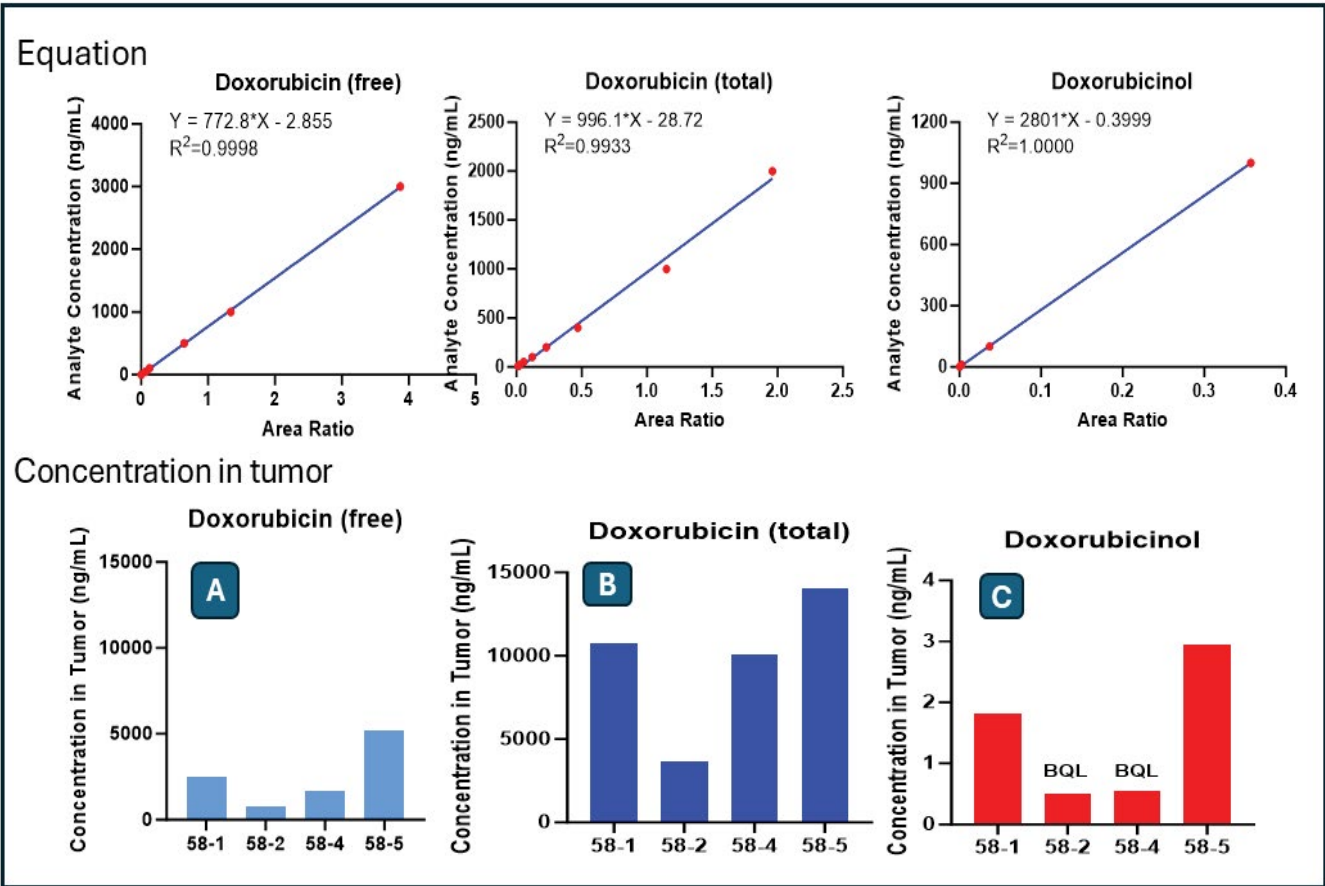 Equation
Doxorubicin (free)
Y = 772.8*X - 2.855
R²=0.9998
Analyte Concentration (ng/mL)
4000
3000
2000
1000
0
0 1 2 3 4 5
Area Ratio
Doxorubicin (total)
Y = 996.1*X - 28.72
R²=0.9933
Analyte Concentration (ng/mL)
2500
2000
1500
1000
500
0
0.0 0.5 1.0 1.5 2.0 2.5
Area Ratio
Doxorubicinol
Y = 2801*X - 0.3999
R²=1.0000
Analyte Concentration (ng/mL)
1200
900
600
300
0
0.0 0.1 0.2 0.3 0.4
Area Ratio
Concentration in tumor
Doxorubicin (free)
A
Concentration in Tumor (ng/mL)
15000
10000
5000
0
58-1 58-2 58-4 58-5
Doxorubicin (total)
B
Concentration in Tumor (ng/mL)
15000
10000
5000
0
58-1 58-2 58-4 58-5
Doxorubicinol
C
Concentration in Tumor (ng/mL)
4
3
2
1
0
BQL BQL
58-1 58-2 58-4 58-5